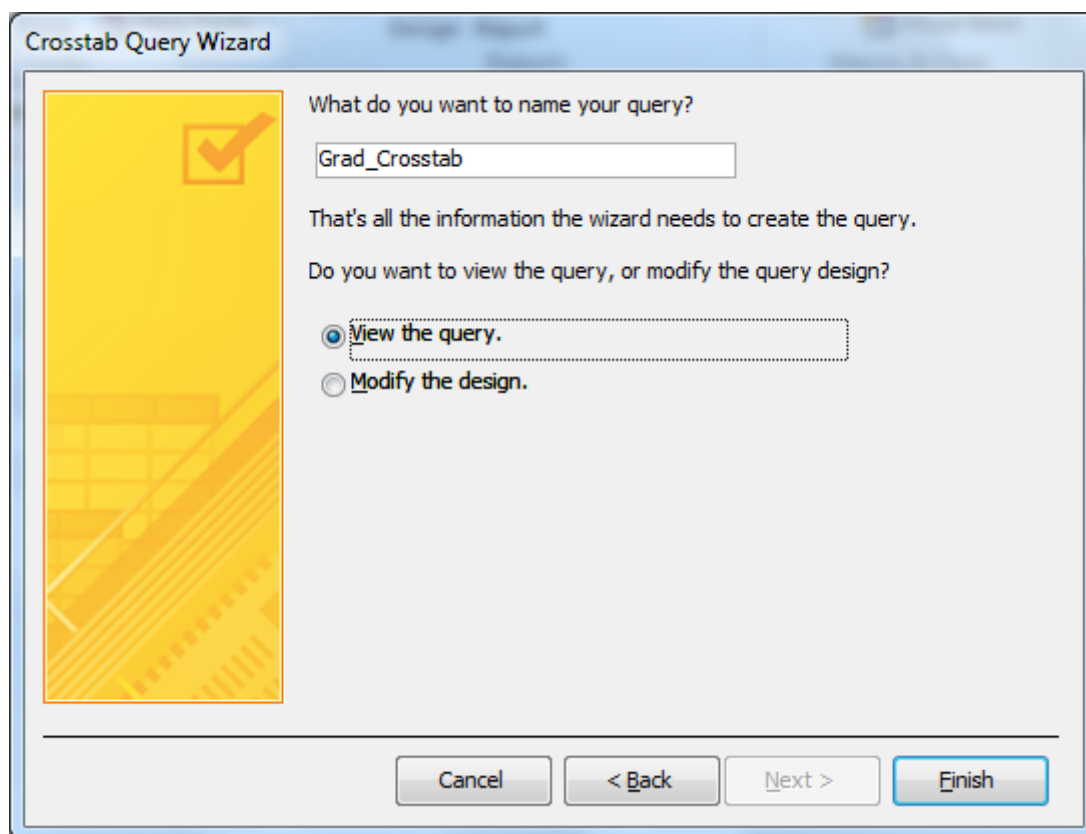 Crosstab Query Wizard
What do you want to name your query?
Grad_Crosstab
That's all the information the wizard needs to create the query.
Do you want to view the query, or modify the query design?
View the query.
Modify the design.
Cancel
< Back
Next >
Finish